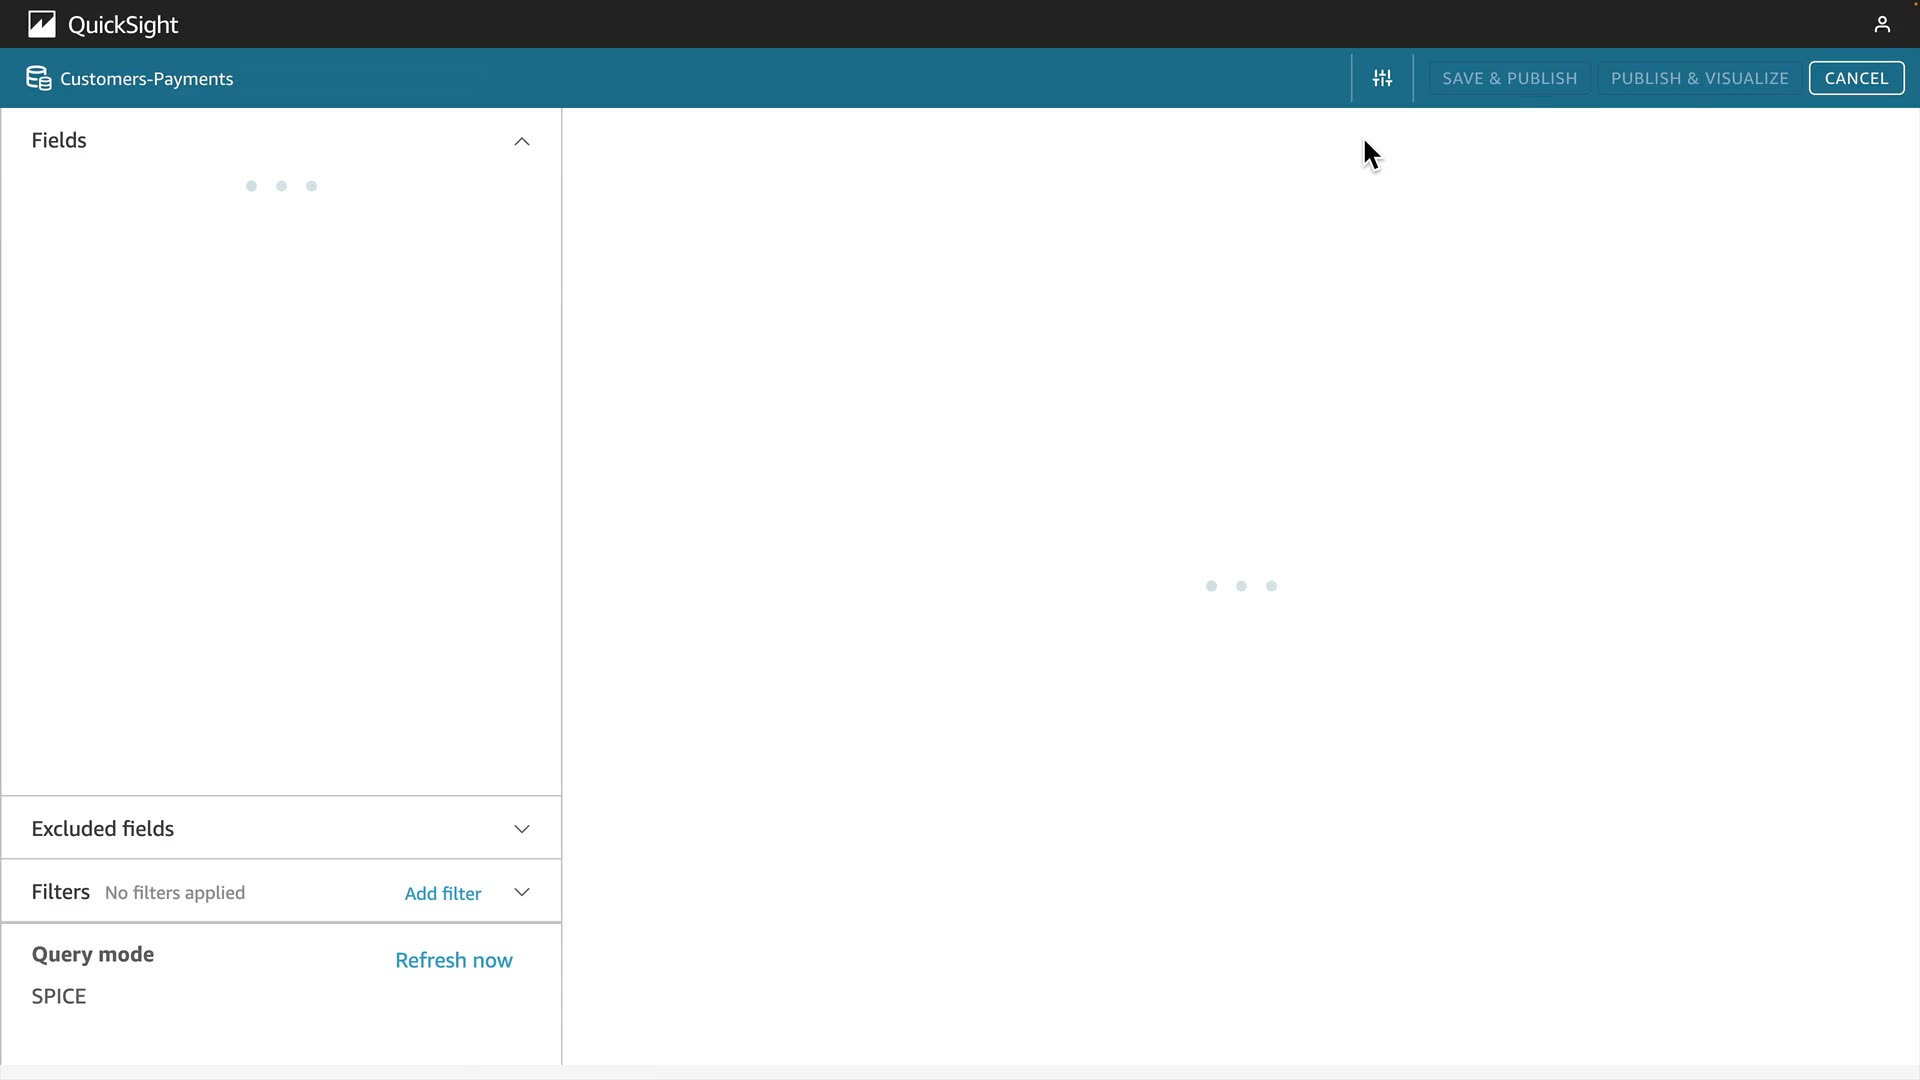 QuickSight
Customers-Payments
SAVE & PUBLISH
PUBLISH & VISUALIZE
CANCEL
Fields
Excluded fields
Filters No filters applied Add filter
Query mode
Refresh now
SPICE